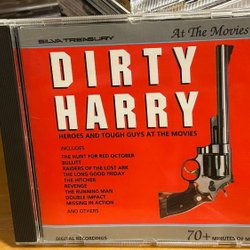 SILVA TREASURY
At The Movies
DIRTY
HARRY
HEROES AND TOUGH GUYS AT THE MOVIES
INCLUDES
THE HUNT FOR RED OCTOBER
BULLITT
RAIDERS OF THE LOST ARK
THE LONG GOOD FRIDAY
THE HITCHER
REVENGE
THE RUNNING MAN
DOUBLE IMPACT
MISSING IN ACTION
AND OTHERS
DIGITAL RECORDINGS
70+ MINUTES OF M